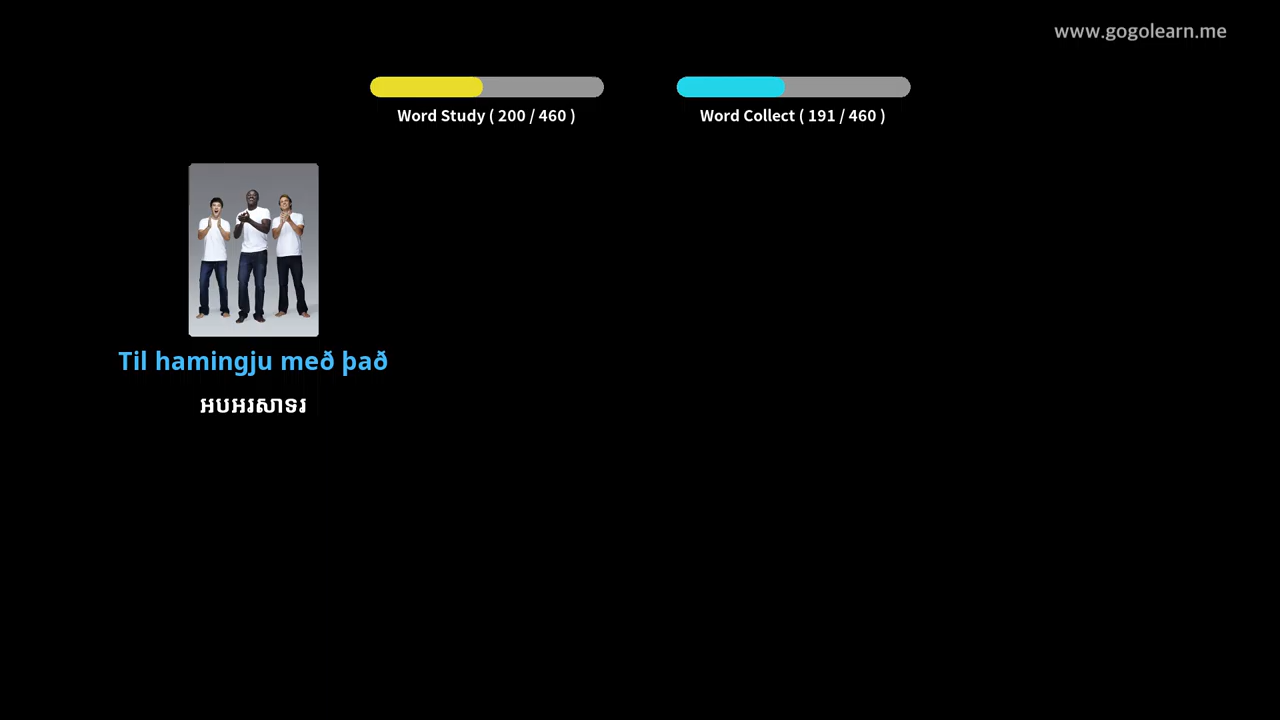 www.gogolearn.me
Word Study ( 200 / 460 )
Word Collect ( 191 / 460 )
Til hamingju með það
អបអរសាទរ